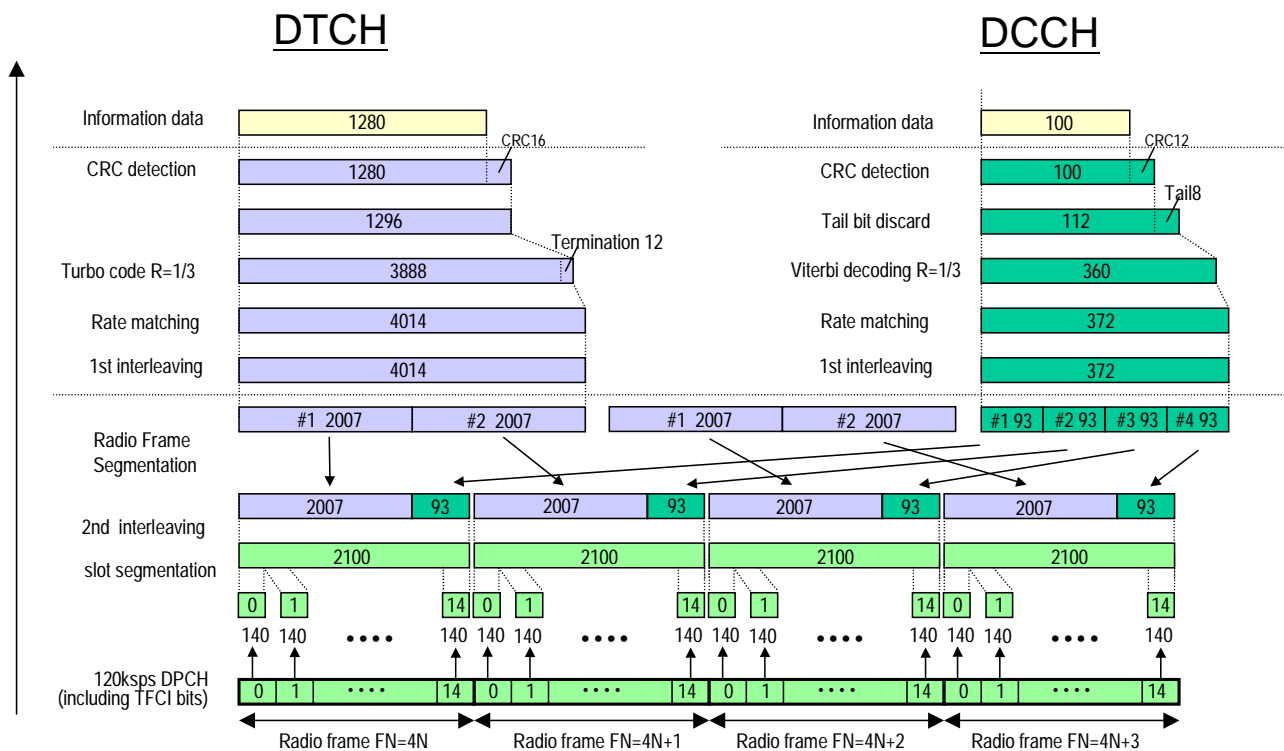 DTCH DCCH
Information data 1280 Information data 100
CRC16 CRC12
CRC detection 1280 CRC detection 100
Tail8
1296 Tail bit discard 112
Termination 12
Turbo code R=1/3 3888 Viterbi decoding R=1/3 360
Rate matching 4014 Rate matching 372
1st interleaving 4014 1st interleaving 372
#1 2007 #2 2007 #1 2007 #2 2007 #1 93 #2 93 #3 93 #4 93
Radio Frame
Segmentation
2007 93 2007 93 2007 93 2007 93
2nd interleaving
2100 2100 2100 2100
slot segmentation
0 1 14 0 1 14 0 1 14 0 1 14
140 140 •••• 140 140 140 •••• 140 140 140 •••• 140 140 140 •••• 140
120ksps DPCH
(including TFCI bits)
0 1 •••• 14 0 1 •••• 14 0 1 •••• 14 0 1 •••• 14
Radio frame FN=4N Radio frame FN=4N+1 Radio frame FN=4N+2 Radio frame FN=4N+3